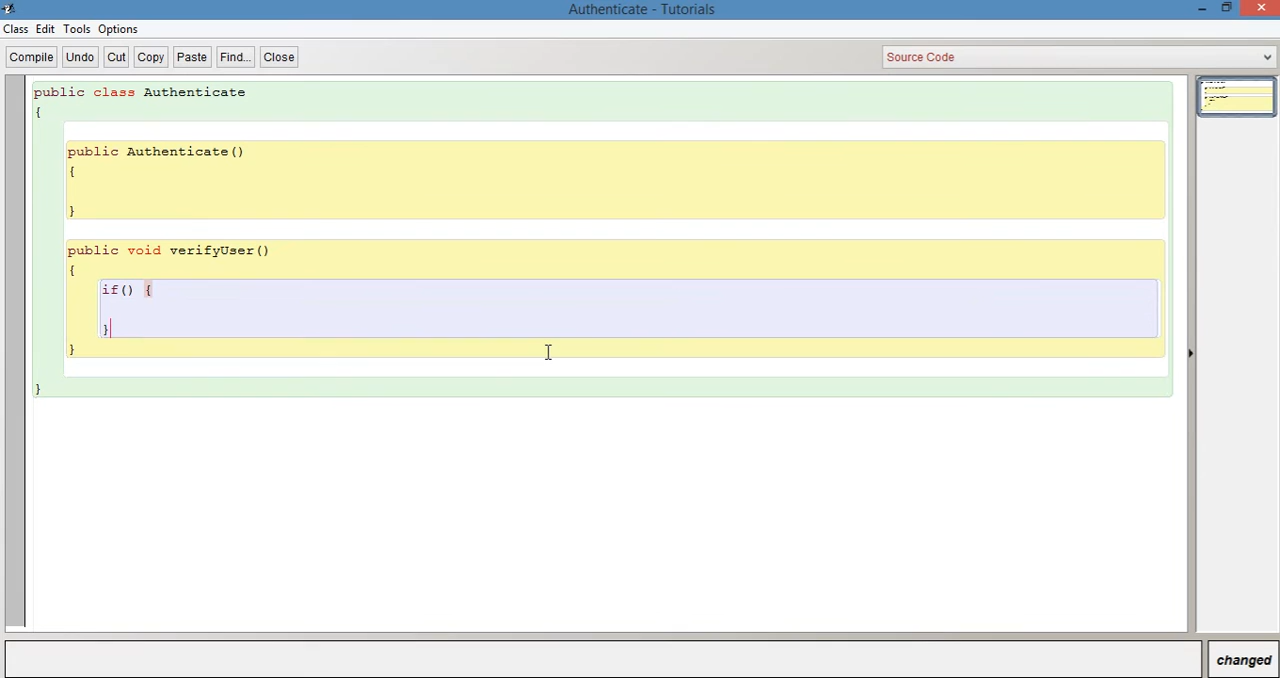 Authenticate - Tutorials
Class Edit Tools Options
Compile Undo Cut Copy Paste Find... Close Source Code
public class Authenticate
{
public Authenticate()
{
}
public void verifyUser()
{
if() {
}
}
}
changed